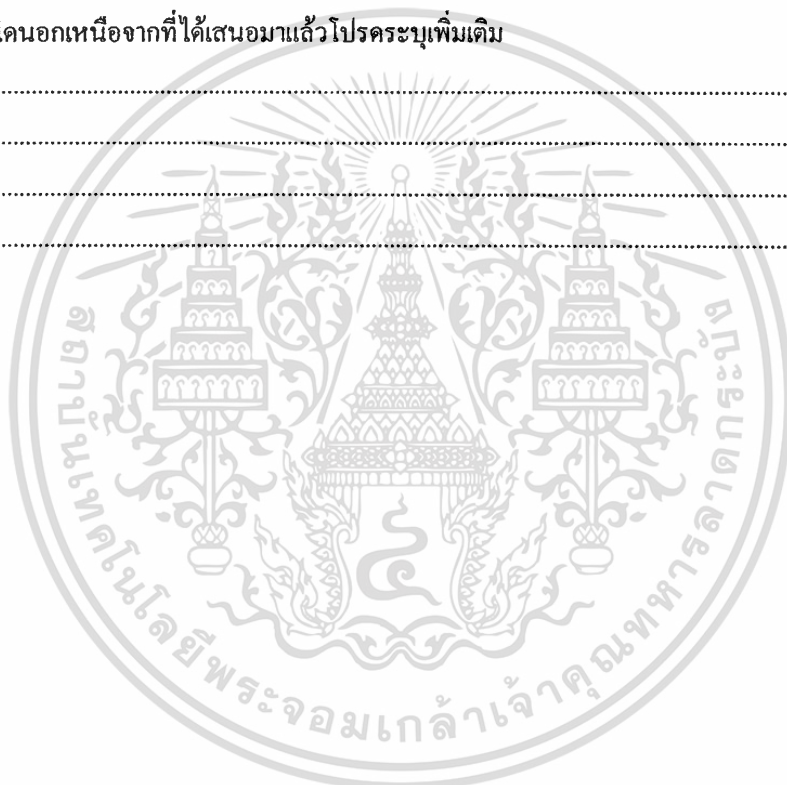 ใดนอกเหนือจากที่ได้เสนอมาแล้วโปรดระบุเพิ่มเติม
สถาบันเทคโนโลยีพระจอมเกล้าเจ้าคุณทหารลาดกระบัง